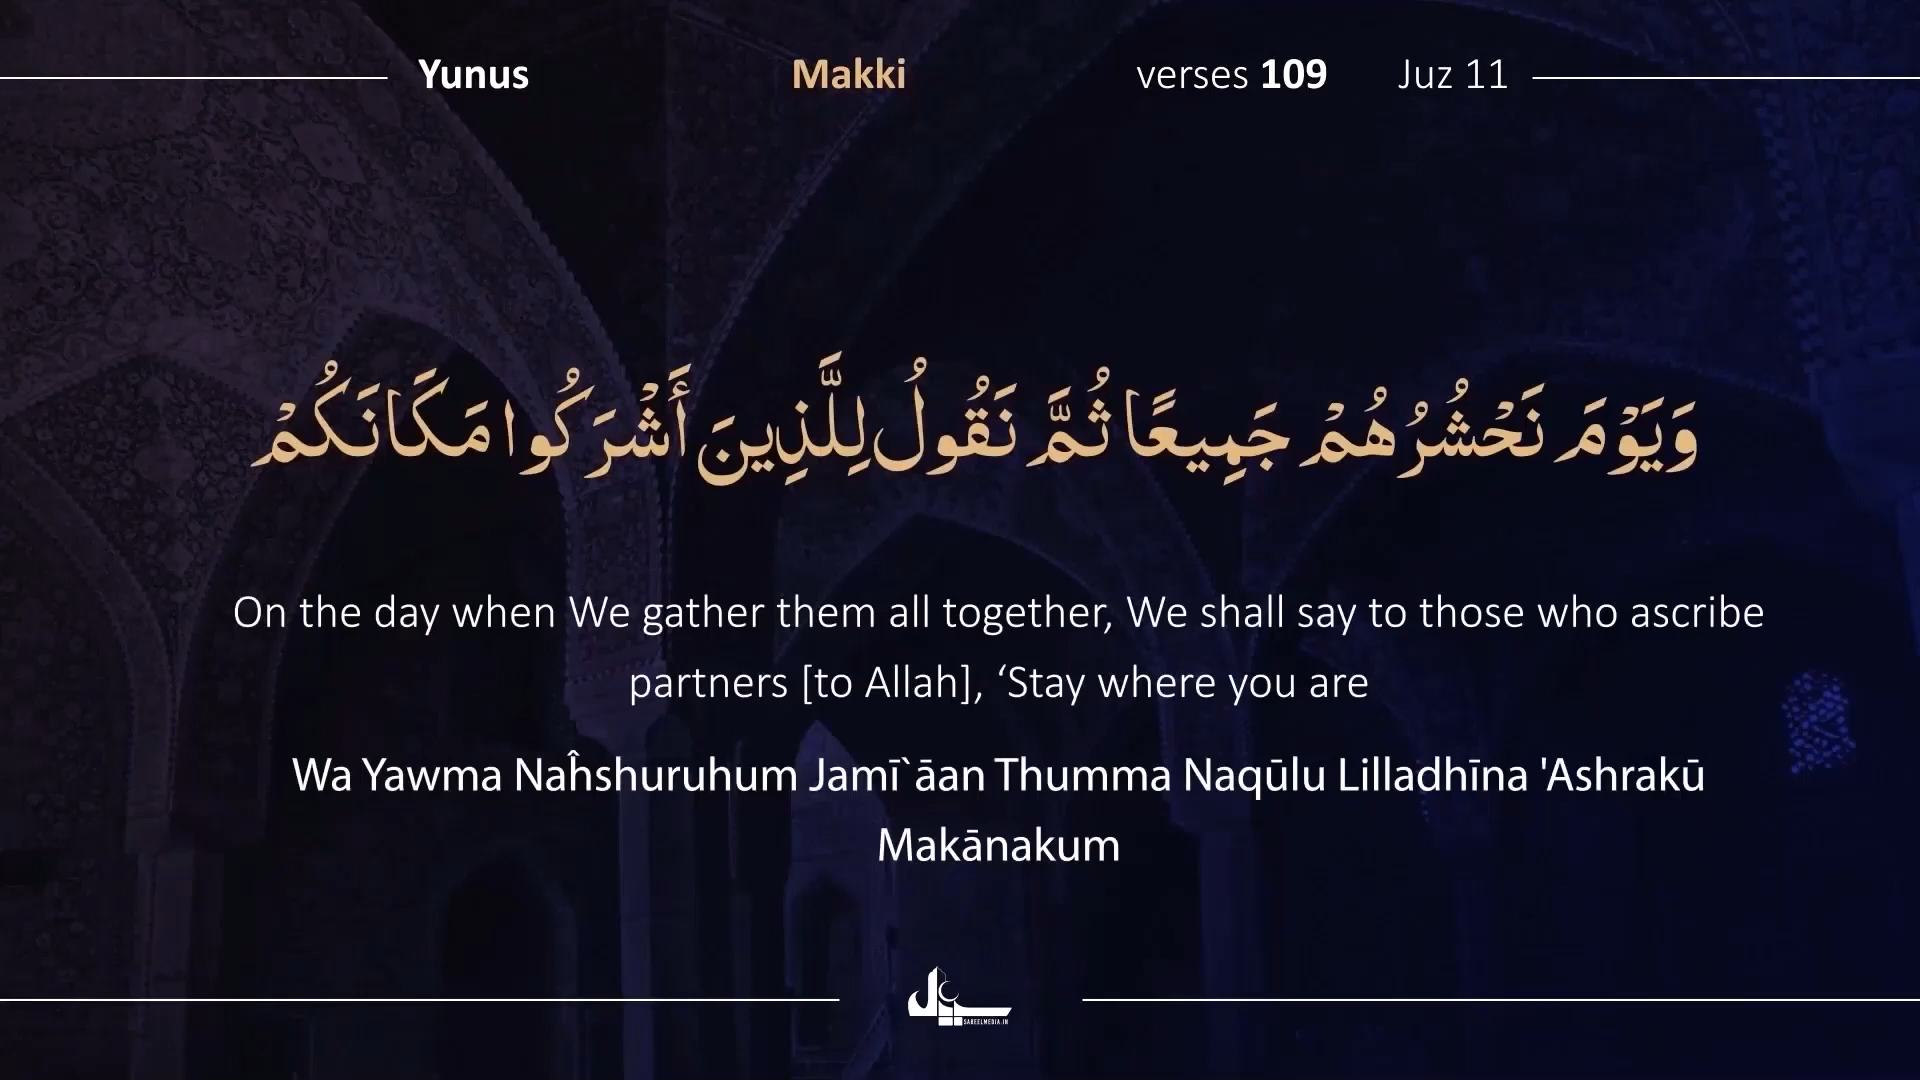 Yunus Makki verses 109 Juz 11
وَيَوْمَ نَحْشُرُهُمْ جَمِيعًا ثُمَّ نَقُولُ لِلَّذِينَ أَشْرَكُوا مَكَانَكُمْ
On the day when We gather them all together, We shall say to those who ascribe
partners [to Allah], ‘Stay where you are
Wa Yawma Naĥshuruhum Jamī`āan Thumma Naqūlu Lilladhīna 'Ashrakū
Makānakum
SABEELMEDIA.IN